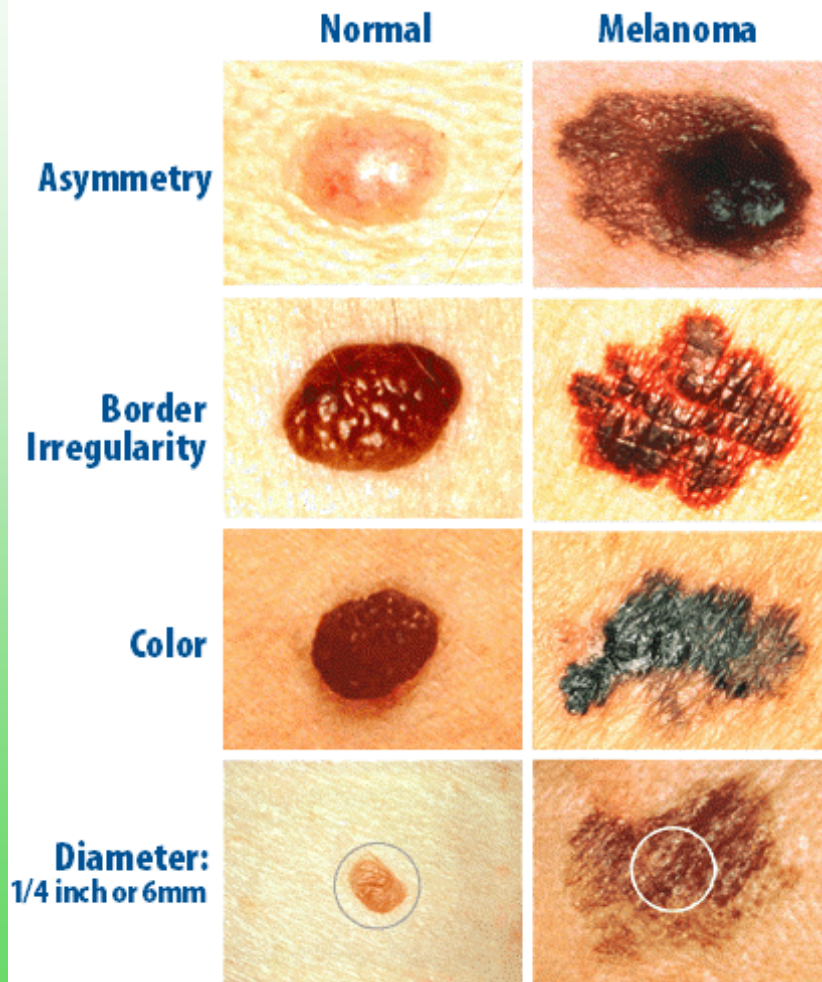 Normal Melanoma
Asymmetry
Border
Irregularity
Color
Diameter:
1/4 inch or 6mm